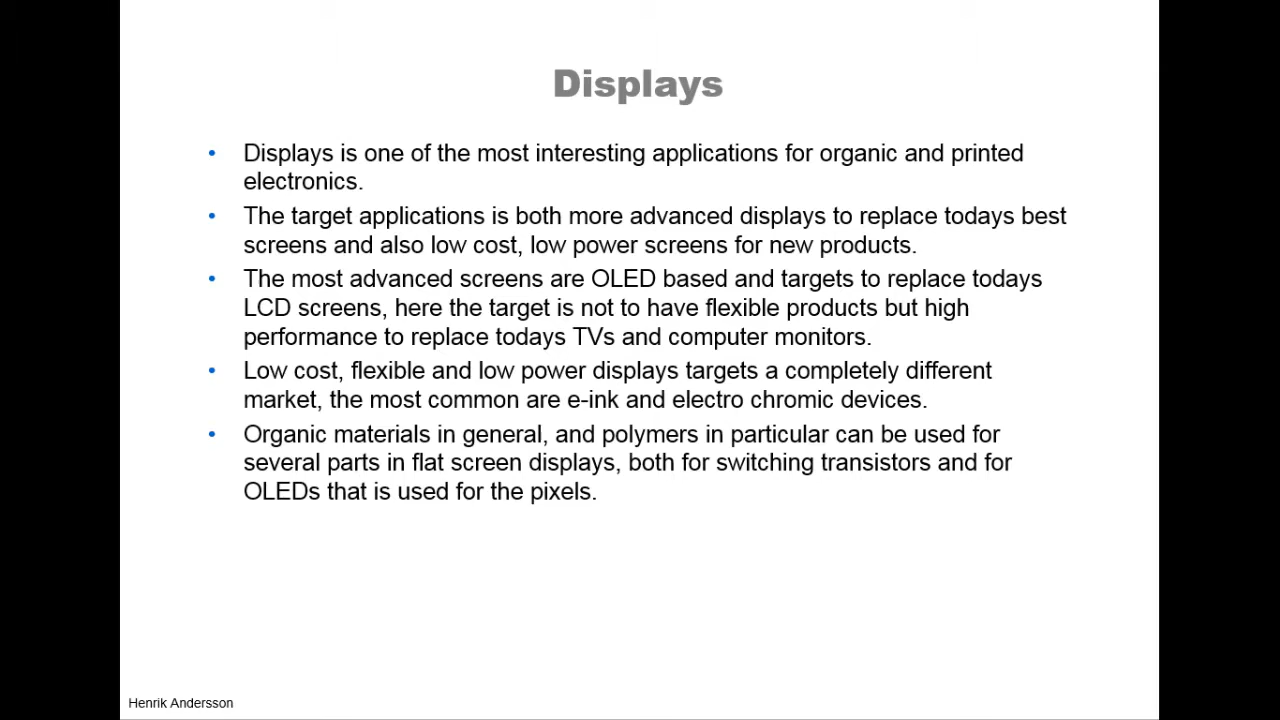 Displays
• Displays is one of the most interesting applications for organic and printed
electronics.
• The target applications is both more advanced displays to replace todays best
screens and also low cost, low power screens for new products.
• The most advanced screens are OLED based and targets to replace todays
LCD screens, here the target is not to have flexible products but high
performance to replace todays TVs and computer monitors.
• Low cost, flexible and low power displays targets a completely different
market, the most common are e-ink and electro chromic devices.
• Organic materials in general, and polymers in particular can be used for
several parts in flat screen displays, both for switching transistors and for
OLEDs that is used for the pixels.
Henrik Andersson